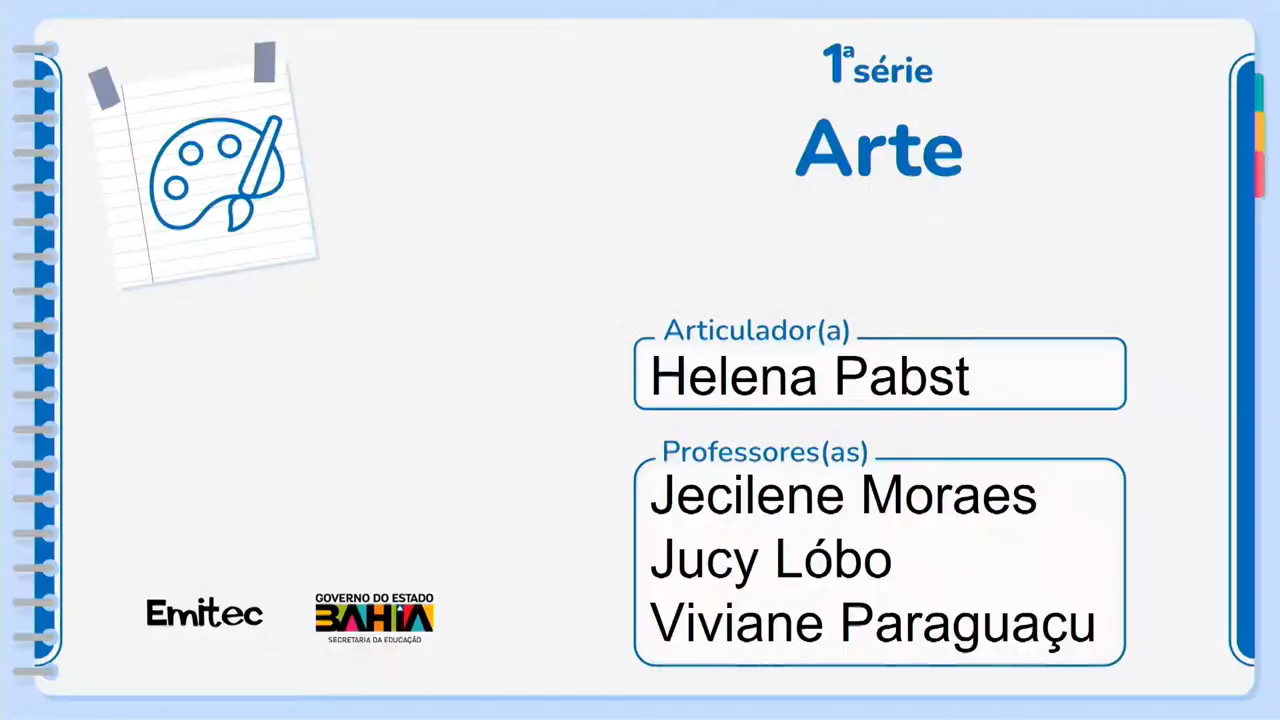 1ª série
Arte
Articulador(a)
Helena Pabst
Professores(as)
Jecilene Moraes
Jucy Lóbo
Viviane Paraguaçu
Emitec
GOVERNO DO ESTADO
BAHIA
SECRETARIA DA EDUCAÇÃO